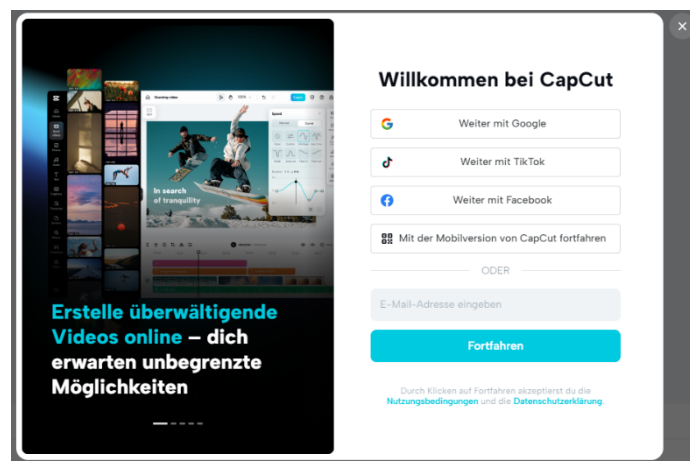 Willkommen bei CapCut
Weiter mit Google
Weiter mit TikTok
Weiter mit Facebook
Mit der Mobilversion von CapCut fortfahren
ODER
E-Mail-Adresse eingeben
Fortfahren
Durch Klicken auf Fortfahren akzeptierst du die
Nutzungsbedingungen und die Datenschutzerklärung.
Speed
In search
of tranquility
Erstelle überwältigende
Videos online – dich
erwarten unbegrenzte
Möglichkeiten